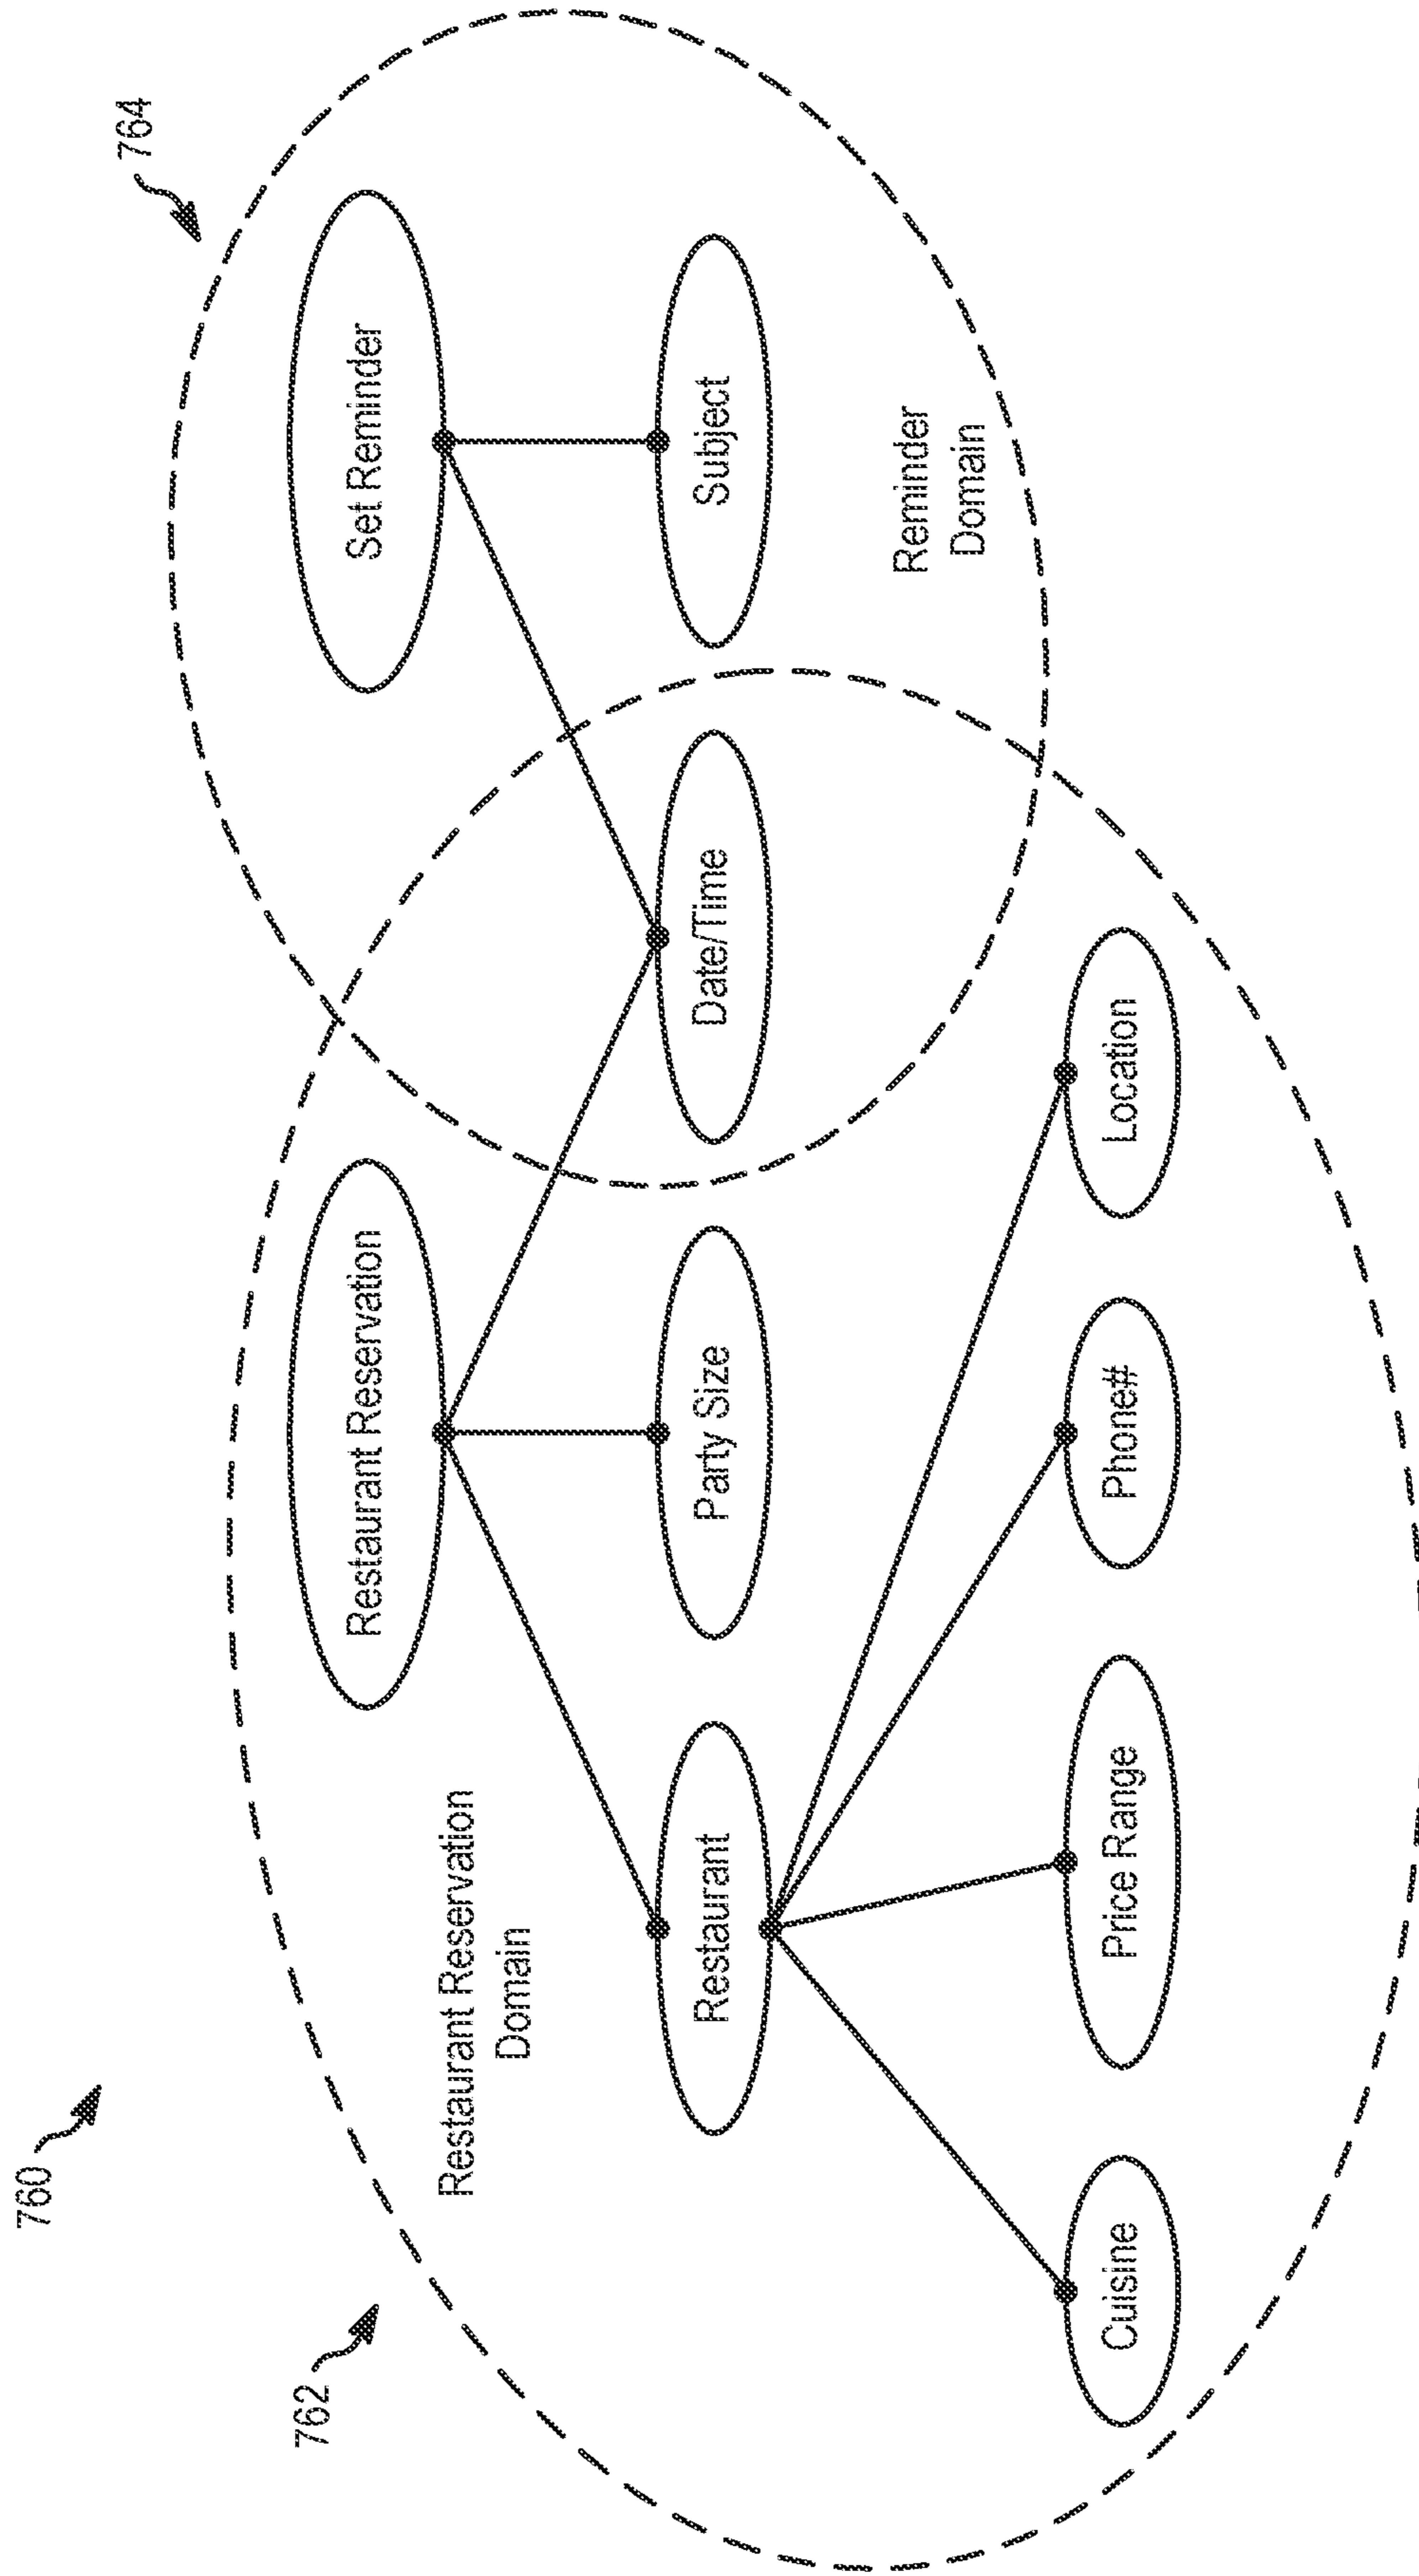 760
762
764
Restaurant Reservation
Set Reminder
Restaurant Reservation
Domain
Restaurant
Party Size
Date/Time
Subject
Reminder
Domain
Cuisine
Price Range
Phone#
Location